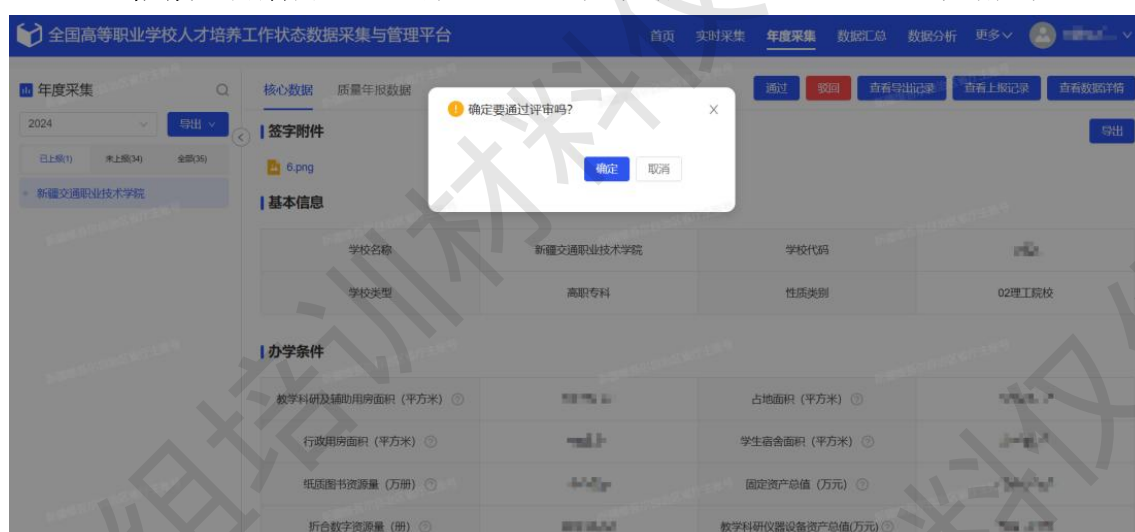 全国高等职业学校人才培养工作状态数据采集与管理平台
首页 实时采集 年度采集 数据汇总 数据分析 更多
年度采集
核心数据 质量年报数据
通过 驳回 查看导出记录 查看上报记录 查看数据详情
确定要通过评审吗?
确定 取消
2024 导出
签字附件
导出
已上报(1) 未上报(34) 全部(35)
6.png
新疆交通职业技术学院
基本信息
学校名称 新疆交通职业技术学院 学校代码
学校类型 高职专科 性质类别 02理工院校
办学条件
教学科研及辅助用房面积(平方米) 占地面积(平方米)
行政用房面积(平方米) 学生宿舍面积(平方米)
纸质图书资源量(万册) 固定资产总值(万元)
折合数字资源量(册) 教学科研仪器设备资产总值(万元)
组培训材料仅